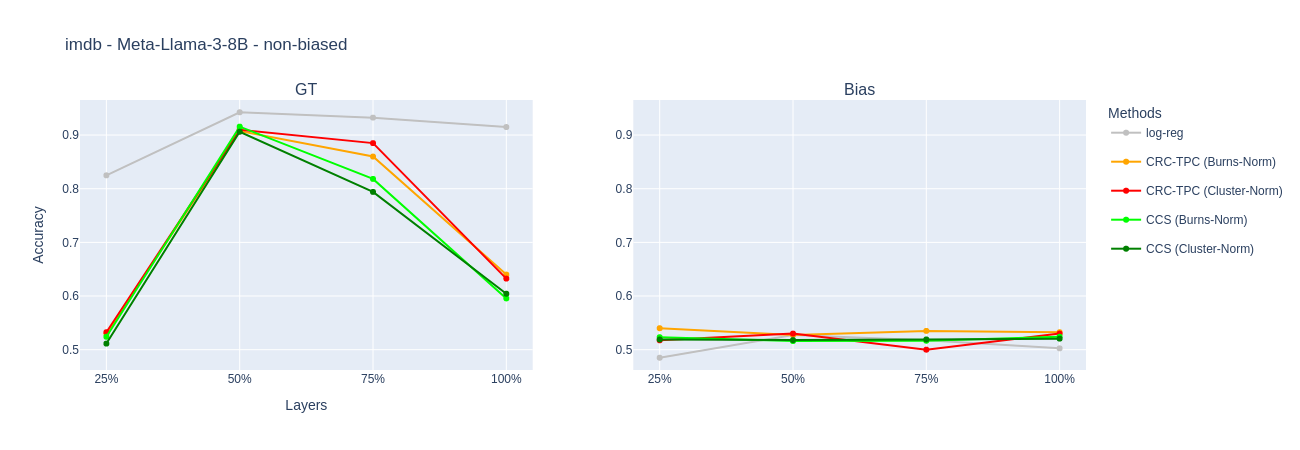 imdb - Meta-Llama-3-8B - non-biased
GT
Accuracy
0.9
0.8
0.7
0.6
0.5
25% 50% 75% 100%
Layers
Bias
0.9
0.8
0.7
0.6
0.5
25% 50% 75% 100%
Methods
log-reg
CRC-TPC (Burns-Norm)
CRC-TPC (Cluster-Norm)
CCS (Burns-Norm)
CCS (Cluster-Norm)